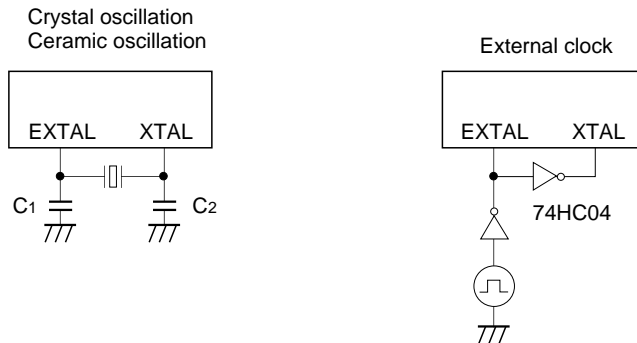 Crystal oscillation
Ceramic oscillation
EXTAL XTAL
C1 C2
External clock
EXTAL XTAL
74HC04